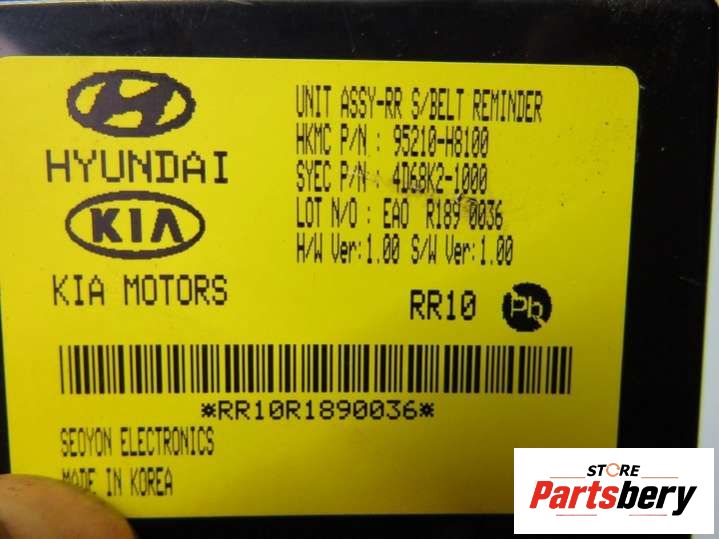 HYUNDAI
KIA
KIA MOTORS
UNIT ASSY-RR S/BELT REMINDER
HKMC P/N : 95210-H8100
SYEC P/N : 4D68K2-1000
LOT N/O : EAO R189 0036
H/W Ver:1.00 S/W Ver:1.00
RR10 Pb
*RR10R1890036*
SEOYON ELECTRONICS
MADE IN KOREA
STORE
Partsbery